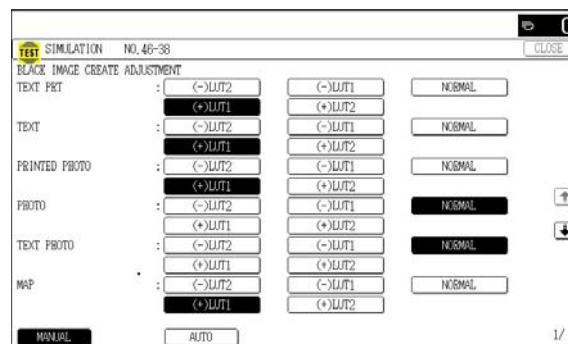 TEST SIMULATION NO.46-38 CLOSE
BLACK IMAGE CREATE ADJUSTMENT
TEXT PRT : (-)LUT2 (-)LUT1 NORMAL
(+)LUT1 (+)LUT2
TEXT : (-)LUT2 (-)LUT1 NORMAL
(+)LUT1 (+)LUT2
PRINTED PHOTO : (-)LUT2 (-)LUT1 NORMAL
(+)LUT1 (+)LUT2
PHOTO : (-)LUT2 (-)LUT1 NORMAL
(+)LUT1 (+)LUT2
TEXT PHOTO : (-)LUT2 (-)LUT1 NORMAL
(+)LUT1 (+)LUT2
MAP : (-)LUT2 (-)LUT1 NORMAL
(+)LUT1 (+)LUT2
MANUAL AUTO 1/